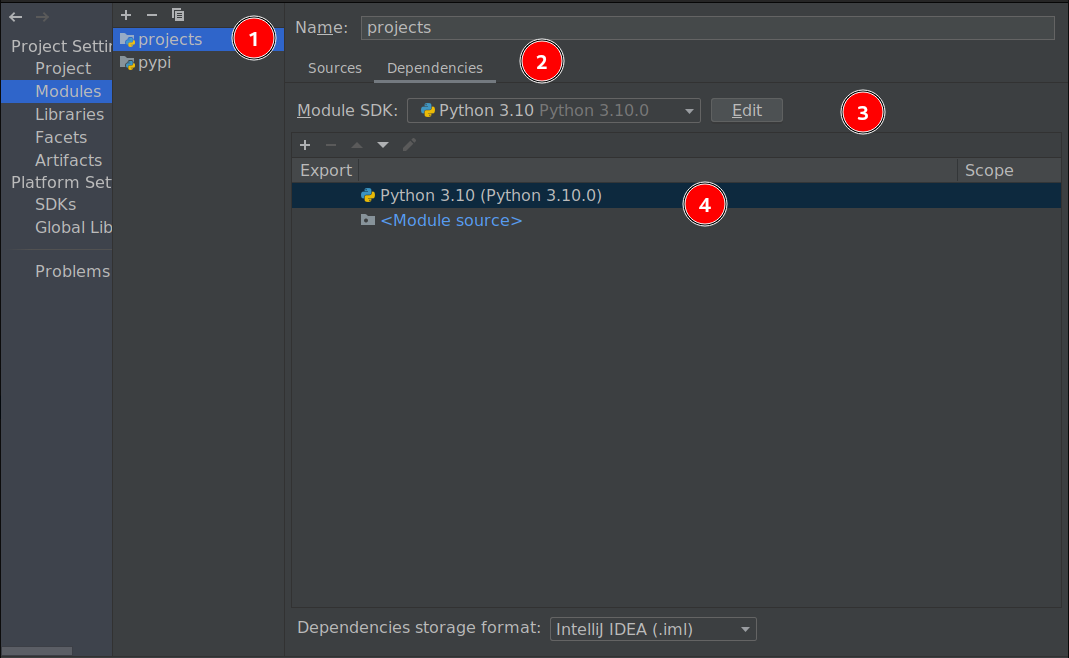 Project Settin
Project
Modules
Libraries
Facets
Artifacts
Platform Set
SDKs
Global Lib
Problems
projects
1
pypi
Name: projects
Sources Dependencies 2
Module SDK: Python 3.10 Python 3.10.0 Edit 3
Export Scope
Python 3.10 (Python 3.10.0) 4
<Module source>
Dependencies storage format: IntelliJ IDEA (.iml)